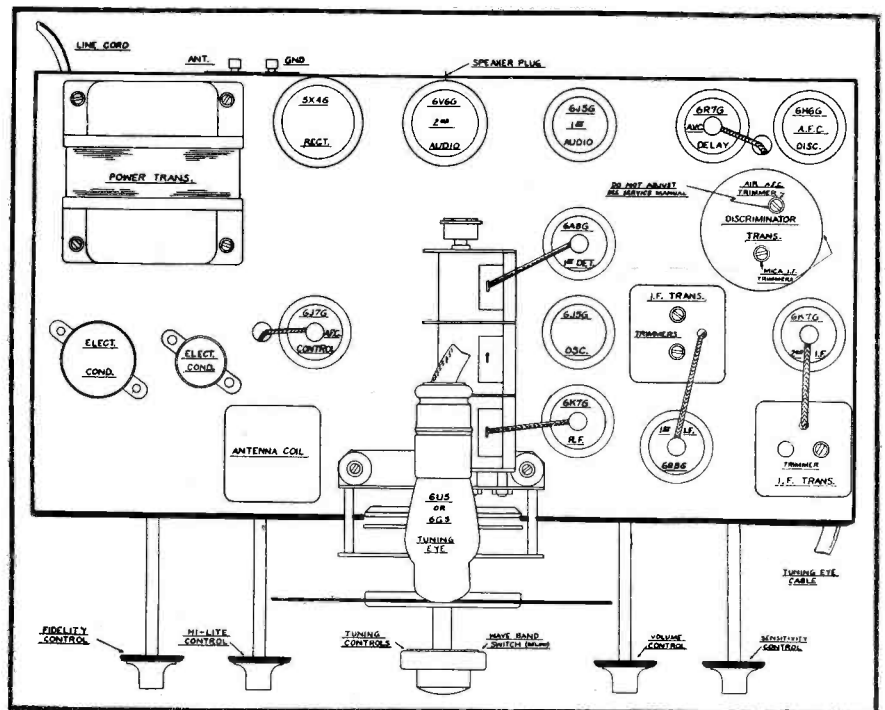 LINE CORD
ANT.
GND
SPEAKER PLUG
5X4G
RECT.
6V6G
2ND
AUDIO
6J5G
1ST
AUDIO
6R7G
AVC
DELAY
6H6G
A.F.C.
DISC.
POWER TRANS.
DO NOT ADJUST
SEE SERVICE MANUAL
AIR A.F.C.
TRIMMER
DISCRIMINATOR
TRANS.
MICA I.F.
TRIMMERS
6A8G
1ST DET.
I.F. TRANS.
TRIMMERS
6J7G
A.F.C.
CONTROL
6J5G
OSC.
6K7G
2ND I.F.
ELECT.
COND.
ELECT.
COND.
6K7G
R.F.
1ST I.F.
ANTENNA COIL
TRIMMER
I.F. TRANS.
6U5
OR
6G5
TUNING
EYE
TUNING EYE
CABLE
FIDELITY
CONTROL
HI-LITE
CONTROL
TUNING
CONTROLS
WAVE BAND
SWITCH (BELOW)
VOLUME
CONTROL
SENSITIVITY
CONTROL